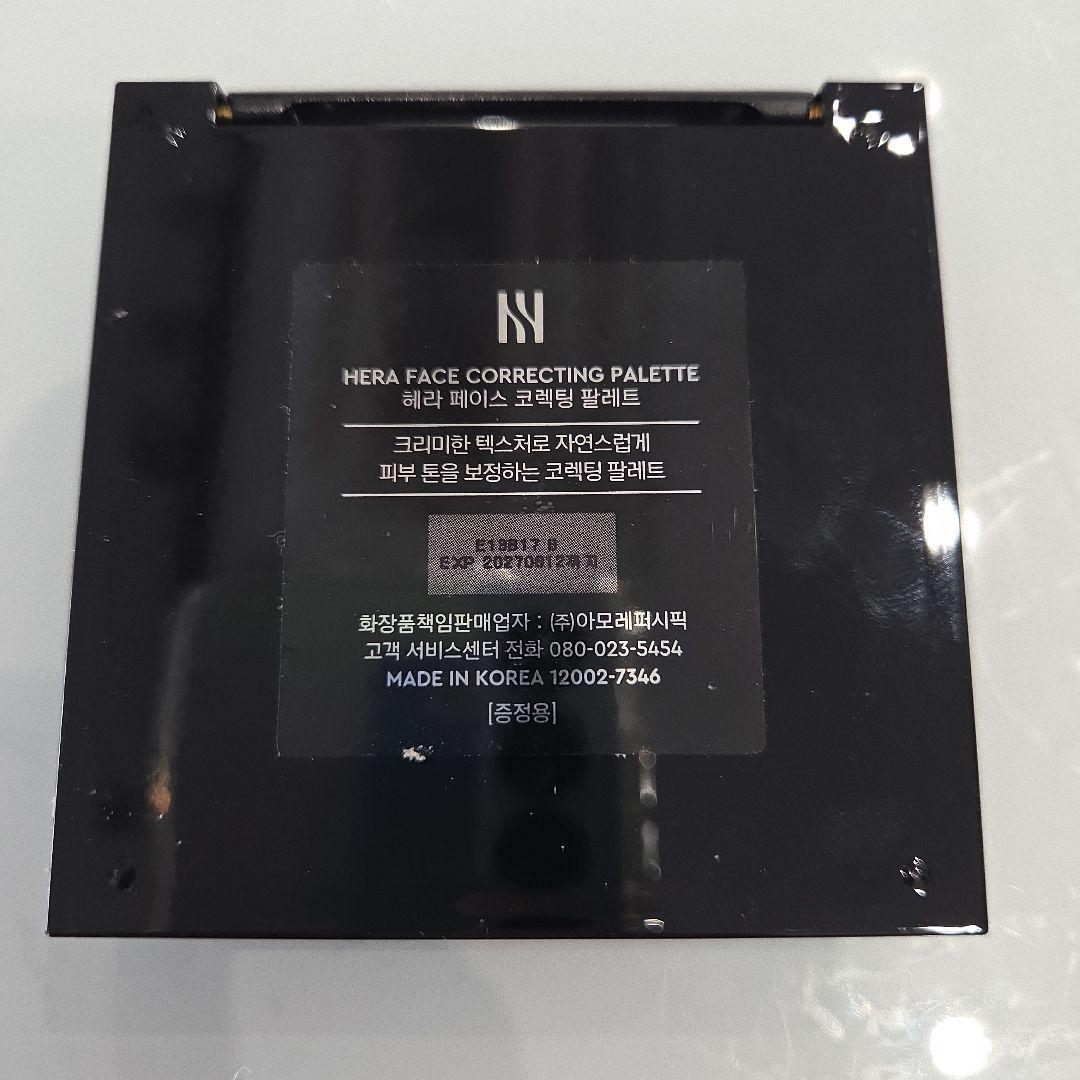 HERA FACE CORRECTING PALETTE
헤라 페이스 코렉팅 팔레트
크리미한 텍스처로 자연스럽게
피부 톤을 보정하는 코렉팅 팔레트
EXP
화장품책임판매업자 : (주)아모레퍼시픽
고객 서비스센터 전화 080-023-5454
MADE IN KOREA 12002-7346
[증정용]